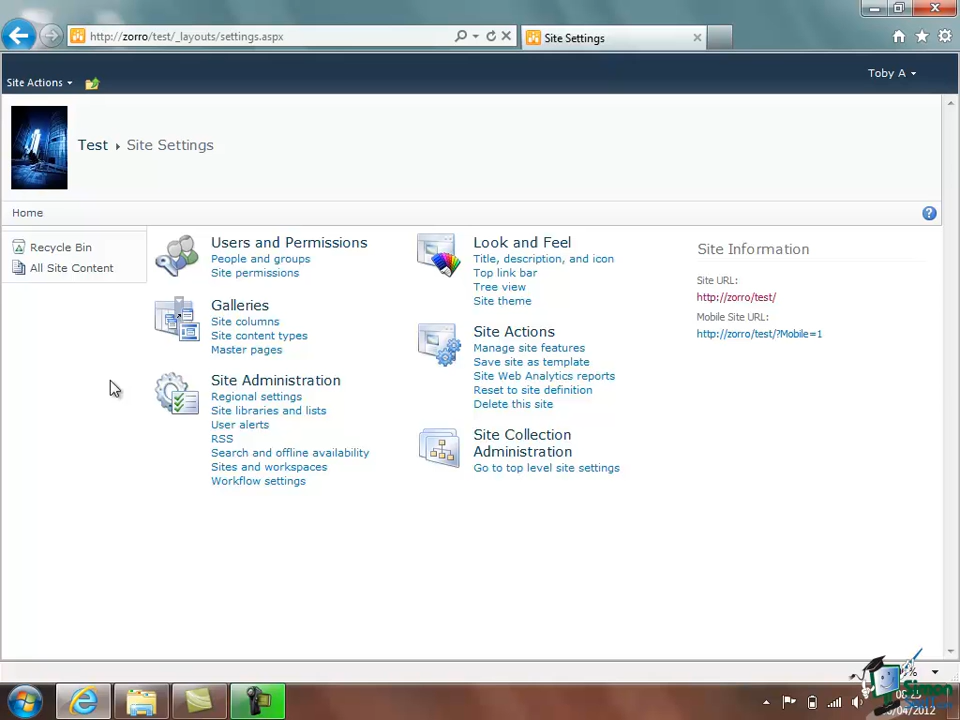 http://zorro/test/_layouts/settings.aspx
Site Settings
Site Actions
Toby A
Test
Site Settings
Home
Recycle Bin
All Site Content
Users and Permissions
People and groups
Site permissions
Galleries
Site columns
Site content types
Master pages
Site Administration
Regional settings
Site libraries and lists
User alerts
RSS
Search and offline availability
Sites and workspaces
Workflow settings
Look and Feel
Title, description, and icon
Top link bar
Tree view
Site theme
Site Actions
Manage site features
Save site as template
Site Web Analytics reports
Reset to site definition
Delete this site
Site Collection
Administration
Go to top level site settings
Site Information
Site URL:
http://zorro/test/
Mobile Site URL:
http://zorro/test/?Mobile=1
Simon